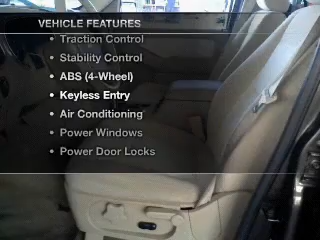 VEHICLE FEATURES
• Traction Control
• Stability Control
• ABS (4-Wheel)
• Keyless Entry
• Air Conditioning
• Power Windows
• Power Door Locks